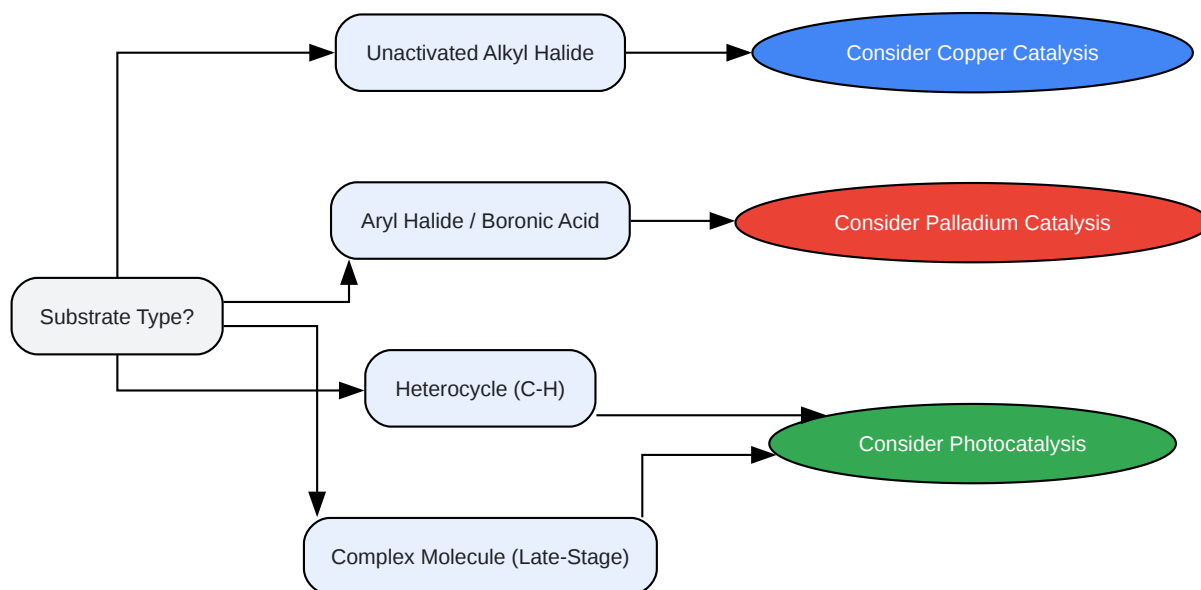 Unactivated Alkyl Halide
Consider Copper Catalysis
Aryl Halide / Boronic Acid
Consider Palladium Catalysis
Substrate Type?
Heterocycle (C-H)
Consider Photocatalysis
Complex Molecule (Late-Stage)